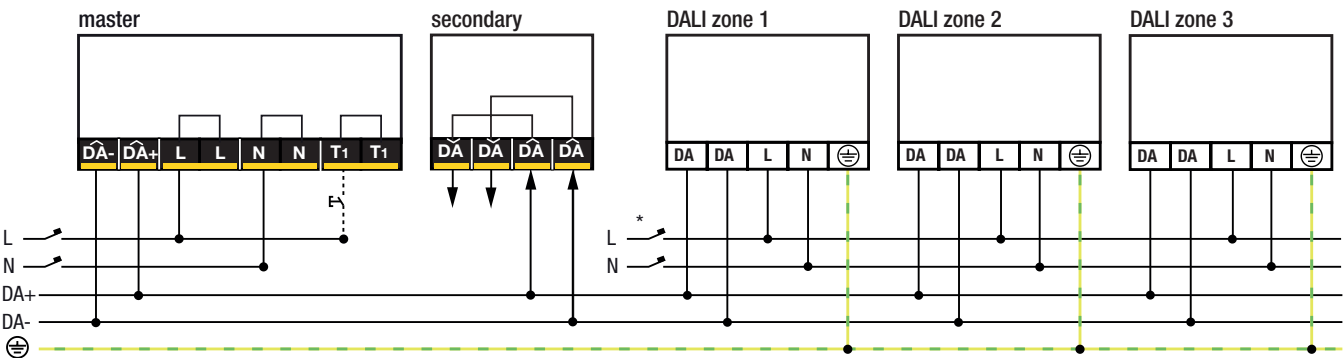 master
secondary
DALI zone 1
DALI zone 2
DALI zone 3
DA- DA+ L L N N T1 T1
DA DA DA DA
DA DA L N
DA DA L N
DA DA L N
L
N
DA+
DA-
*
L
N